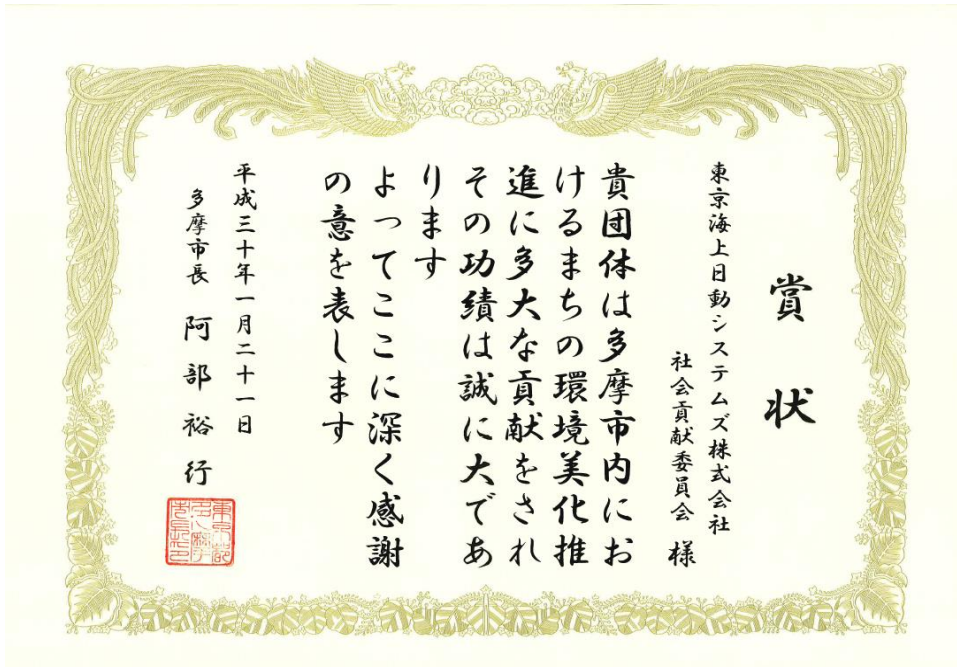 賞状
東京海上日動システムズ株式会社
社会貢献委員会 様
貴団体は多摩市内にお
けるまちの環境美化推
進に多大な貢献をされ
その功績は誠に大であ
ります
よってここに深く感謝
の意を表します
平成三十年一月二十一日
多摩市長 阿部裕行